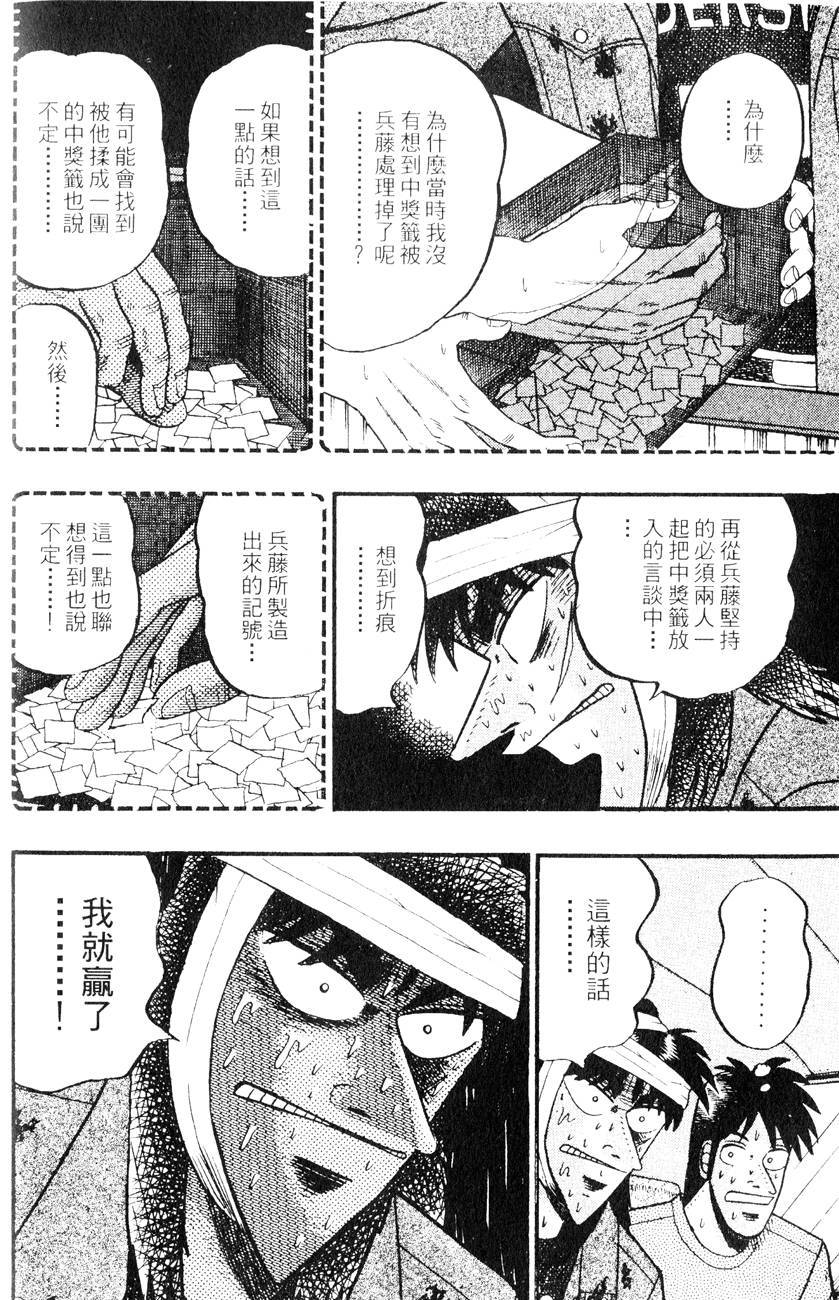 為什麼
……
為什麼當時我沒
有想到中獎籤被
兵藤處理掉了呢
…………？
如果想到這
一點的話……
有可能會找到
被他揉成一團
的中獎籤也說
不定…………
然後……
再從兵藤堅持
的必須兩人一
起把中獎籤放
入的言談中…
…
想到折痕
…
兵藤所製造
出來的記號…
這一點也聯
想得到也說
不定……！
………
………
這樣的話
………
我就贏了
………！